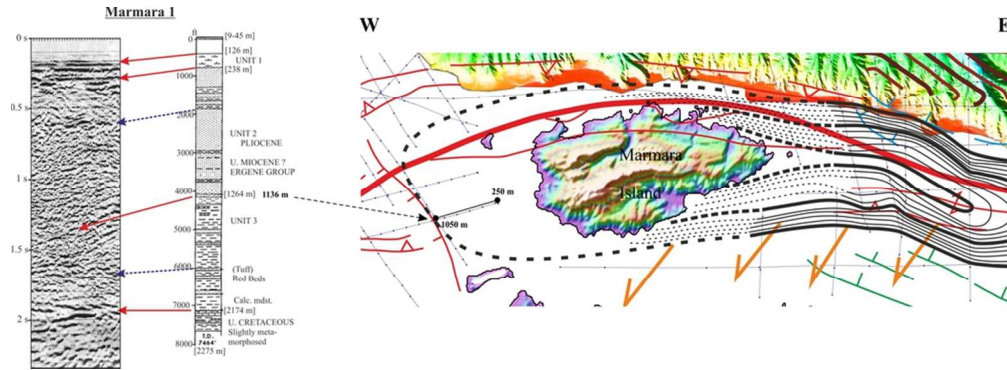 Marmara 1
W
E
0 s
0.5 s
1 s
1.5 s
2 s
ft
0
[9-45 m]
[126 m]
UNIT 1
[238 m]
1000
2000
UNIT 2
PLIOCENE
3000
U. MIOCENE ?
ERGENE GROUP
4000
[1264 m]
1136 m
UNIT 3
5000
6000
(Tuff)
Red Beds
Calc. mdst.
7000
[2174 m]
U. CRETACEOUS
Slightly meta-
morphosed
T.D.
7464'
8000
[2275 m]
Marmara
Island
250 m
1050 m